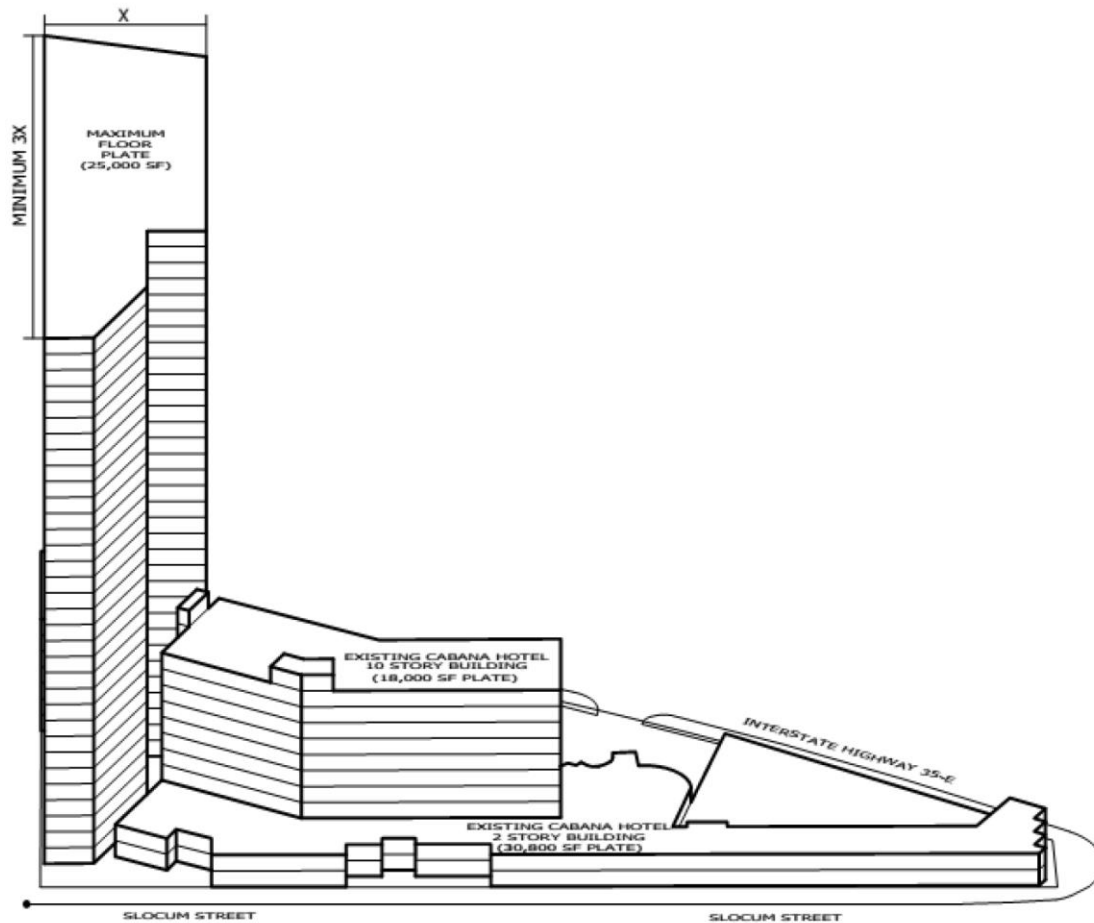 X
MINIMUM 3X
MAXIMUM
FLOOR
PLATE
(25,000 SF)
EXISTING CABANA HOTEL
10 STORY BUILDING
(18,000 SF PLATE)
INTERSTATE HIGHWAY 35-E
EXISTING CABANA HOTEL
2 STORY BUILDING
(30,800 SF PLATE)
SLOCUM STREET
SLOCUM STREET